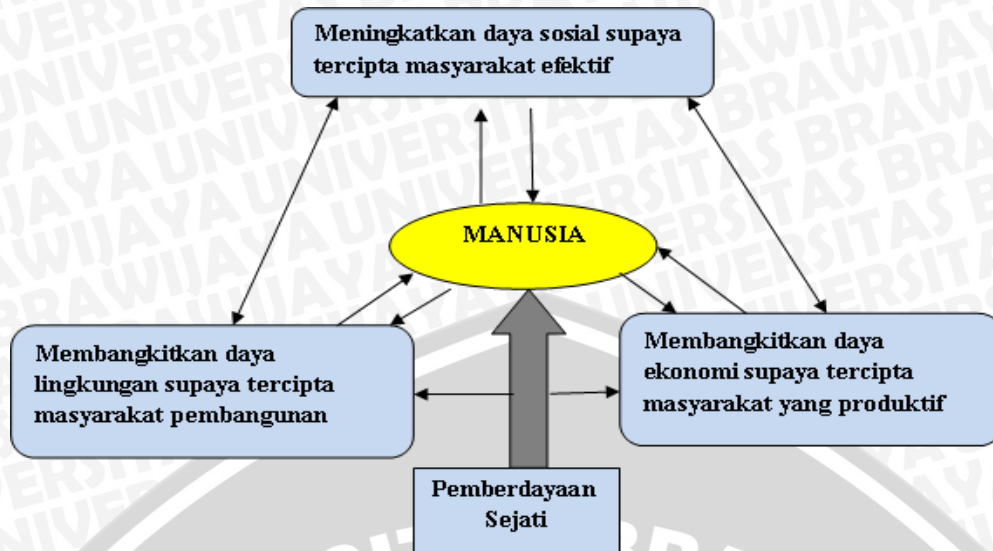 Meningkatkan daya sosial supaya
tercipta masyarakat efektif
MANUSIA
Membangkitkan daya
lingkungan supaya tercipta
masyarakat pembangunan
Membangkitkan daya
ekonomi supaya tercipta
masyarakat yang produktif
Pemberdayaan
Sejati